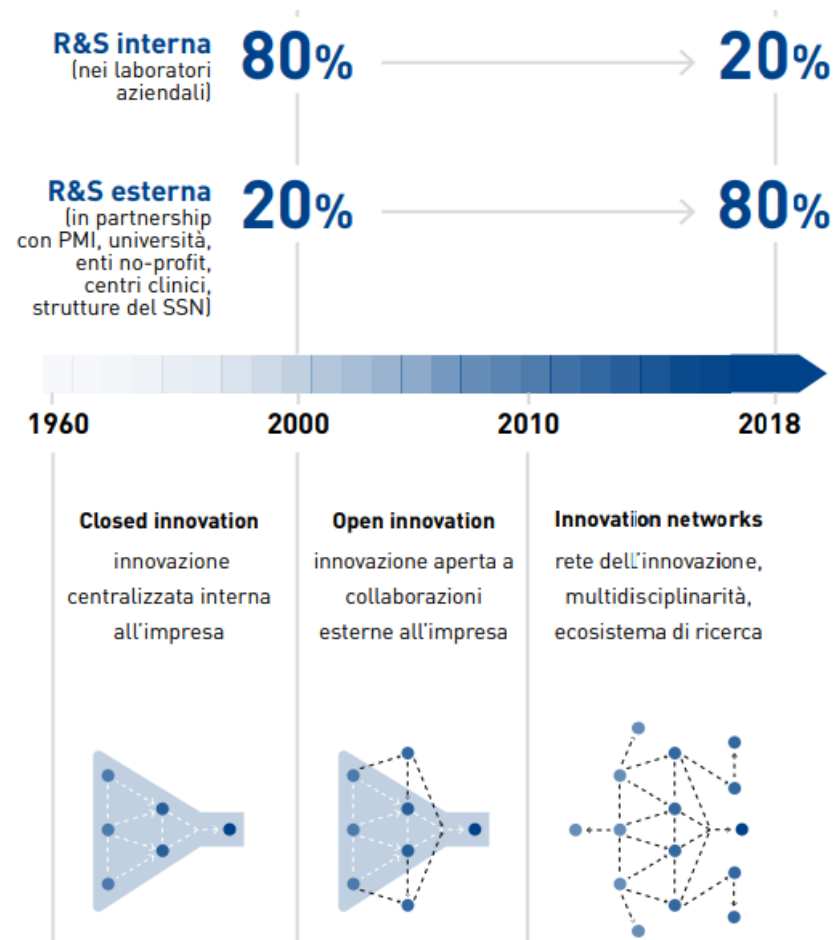 R&S interna
(nei laboratori
aziendali)
80%
20%
R&S esterna
(in partnership
con PMI, università,
enti no-profit,
centri clinici,
strutture del SSN)
20%
80%
1960
2000
2010
2018
Closed innovation
innovazione
centralizzata interna
all'impresa
Open innovation
innovazione aperta a
collaborazioni
esterne all'impresa
Innovation networks
rete dell'innovazione,
multidisciplinarità,
ecosistema di ricerca